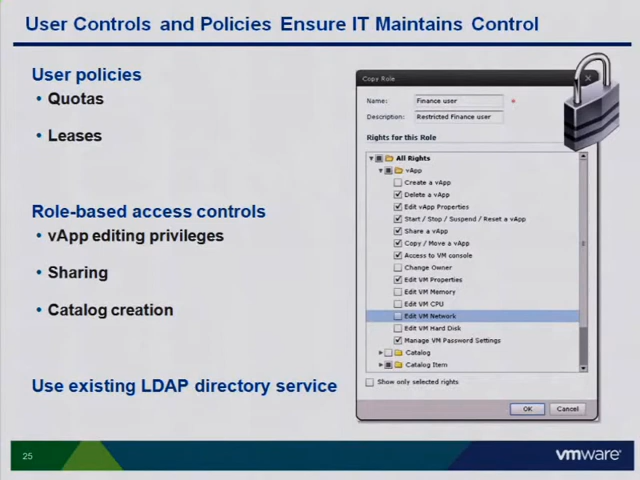 User Controls and Policies Ensure IT Maintains Control
User policies
• Quotas
• Leases
Role-based access controls
• vApp editing privileges
• Sharing
• Catalog creation
Use existing LDAP directory service
Copy Role
Name: Finance user *
Description: Restricted Finance user
Rights for this Role
All Rights
vApp
Create a vApp
Delete a vApp
Edit vApp Properties
Start / Stop / Suspend / Reset a vApp
Share a vApp
Copy / Move a vApp
Access to VM console
Change Owner
Edit VM Properties
Edit VM Memory
Edit VM CPU
Edit VM Network
Edit VM Hard Disk
Manage VM Password Settings
Catalog
Catalog Item
Show only selected rights
OK Cancel
25
vmware®